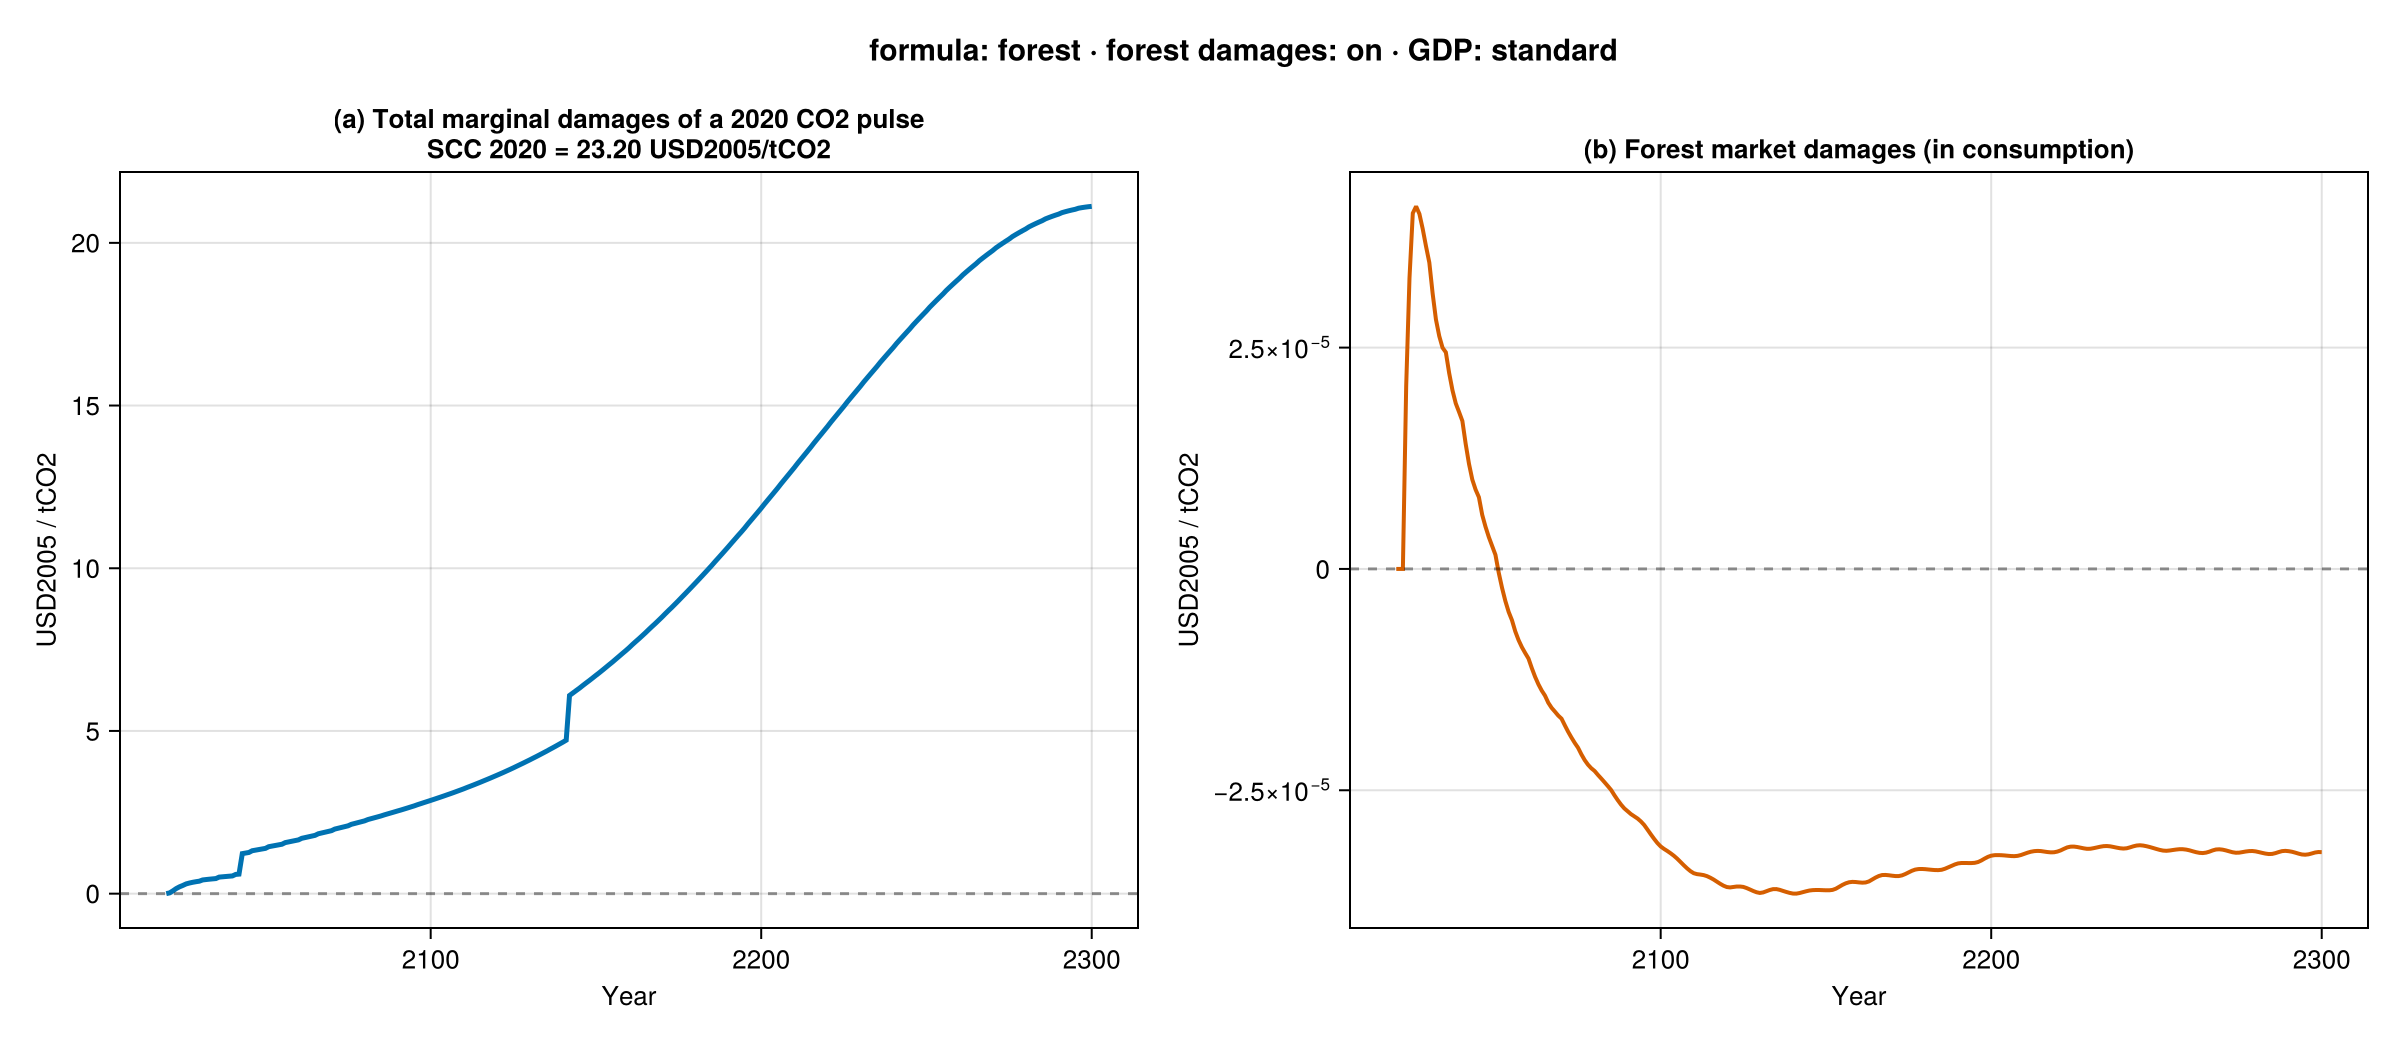 formula: forest · forest damages: on · GDP: standard
(a) Total marginal damages of a 2020 CO2 pulse
SCC 2020 = 23.20 USD2005/tCO2
USD2005 / tCO2
20
15
10
5
0
2100
2200
2300
Year
(b) Forest market damages (in consumption)
USD2005 / tCO2
2.5×10⁻⁵
0
−2.5×10⁻⁵
2100
2200
2300
Year